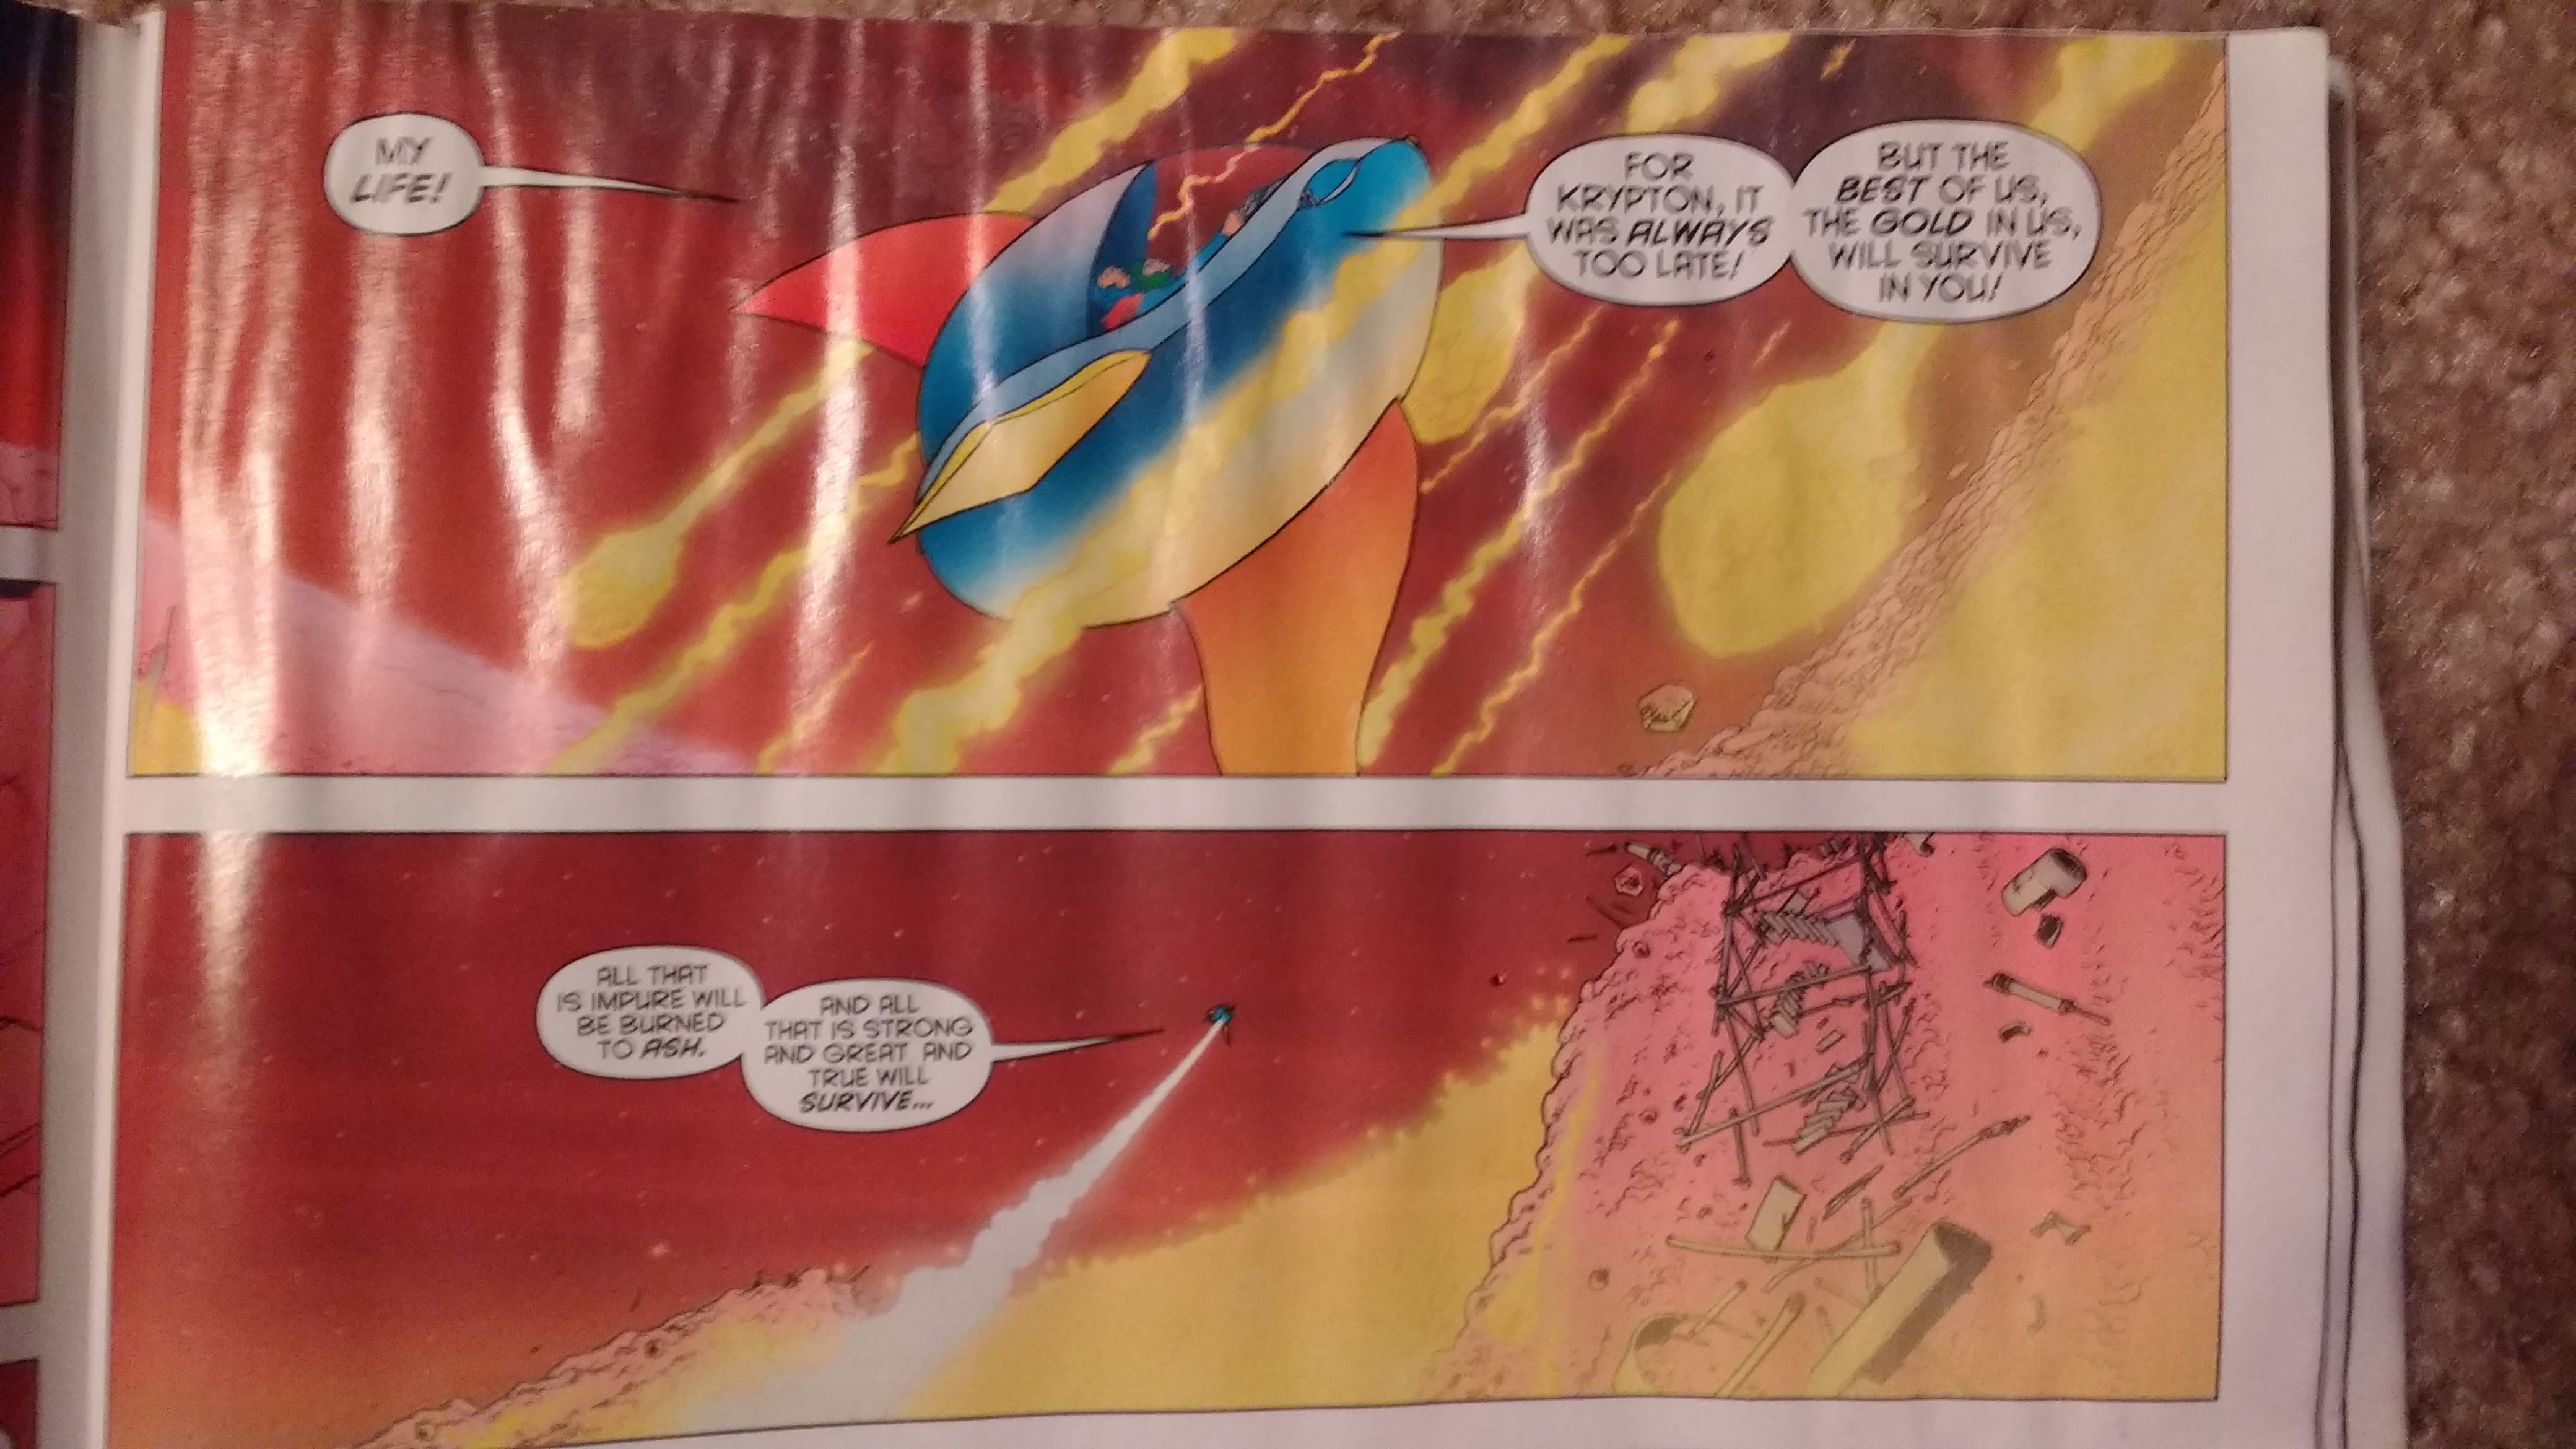 MY
LIFE!
FOR
KRYPTON, IT
WAS ALWAYS
TOO LATE!
BUT THE
BEST OF US,
THE GOLD IN US,
WILL SURVIVE
IN YOU!
ALL THAT
IS IMPURE WILL
BE BURNED
TO ASH.
AND ALL
THAT IS STRONG
AND GREAT AND
TRUE WILL
SURVIVE...